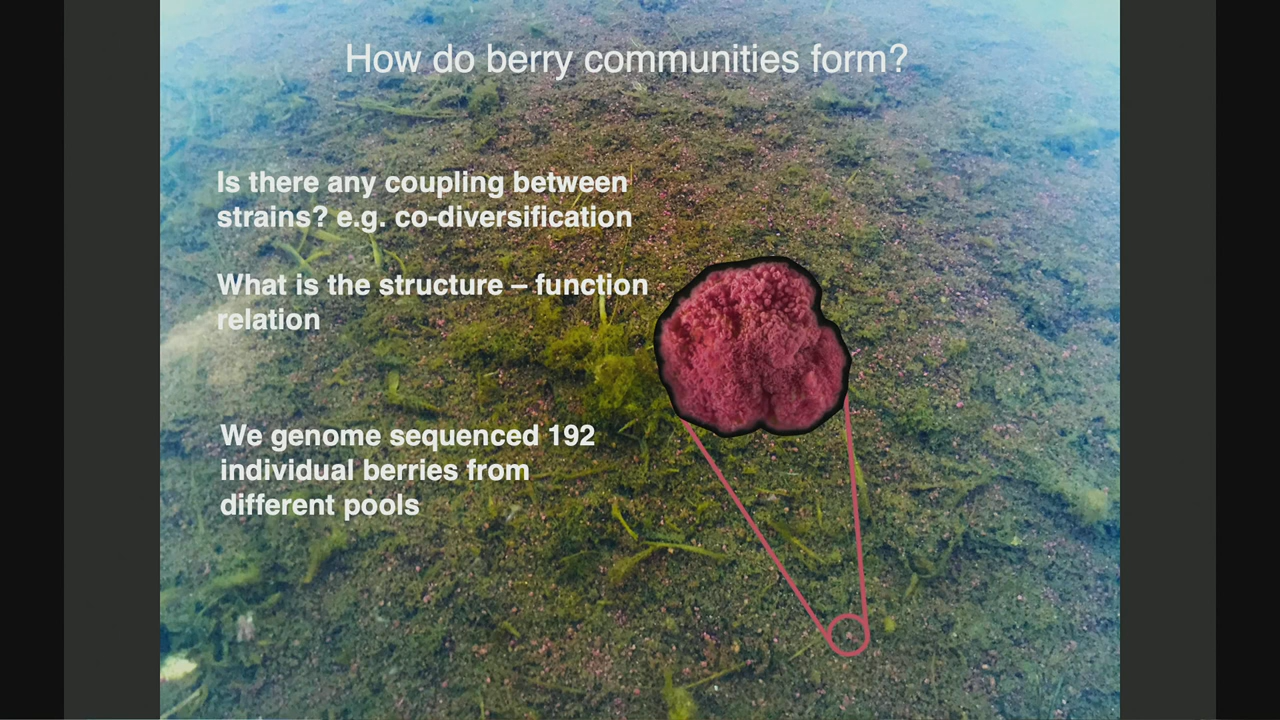 How do berry communities form?
Is there any coupling between
strains? e.g. co-diversification
What is the structure – function
relation
We genome sequenced 192
individual berries from
different pools